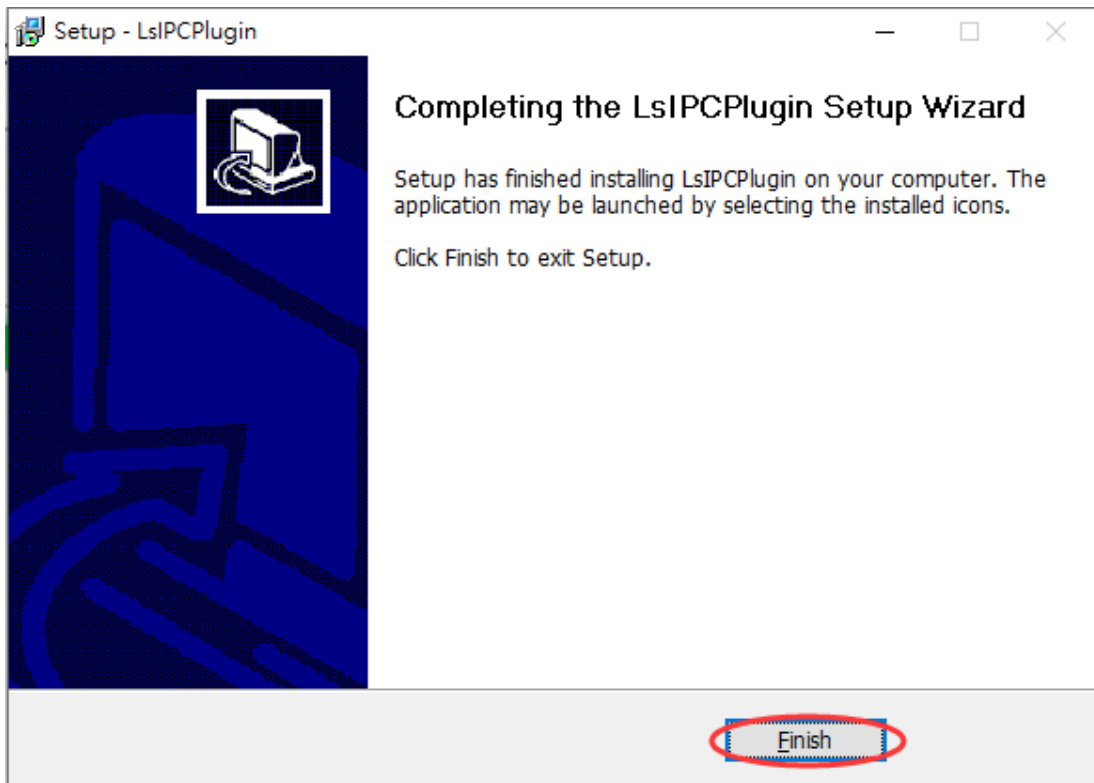 Setup - LsIPCPlugin
Completing the LsIPCPlugin Setup Wizard
Setup has finished installing LsIPCPlugin on your computer. The
application may be launched by selecting the installed icons.
Click Finish to exit Setup.
Finish